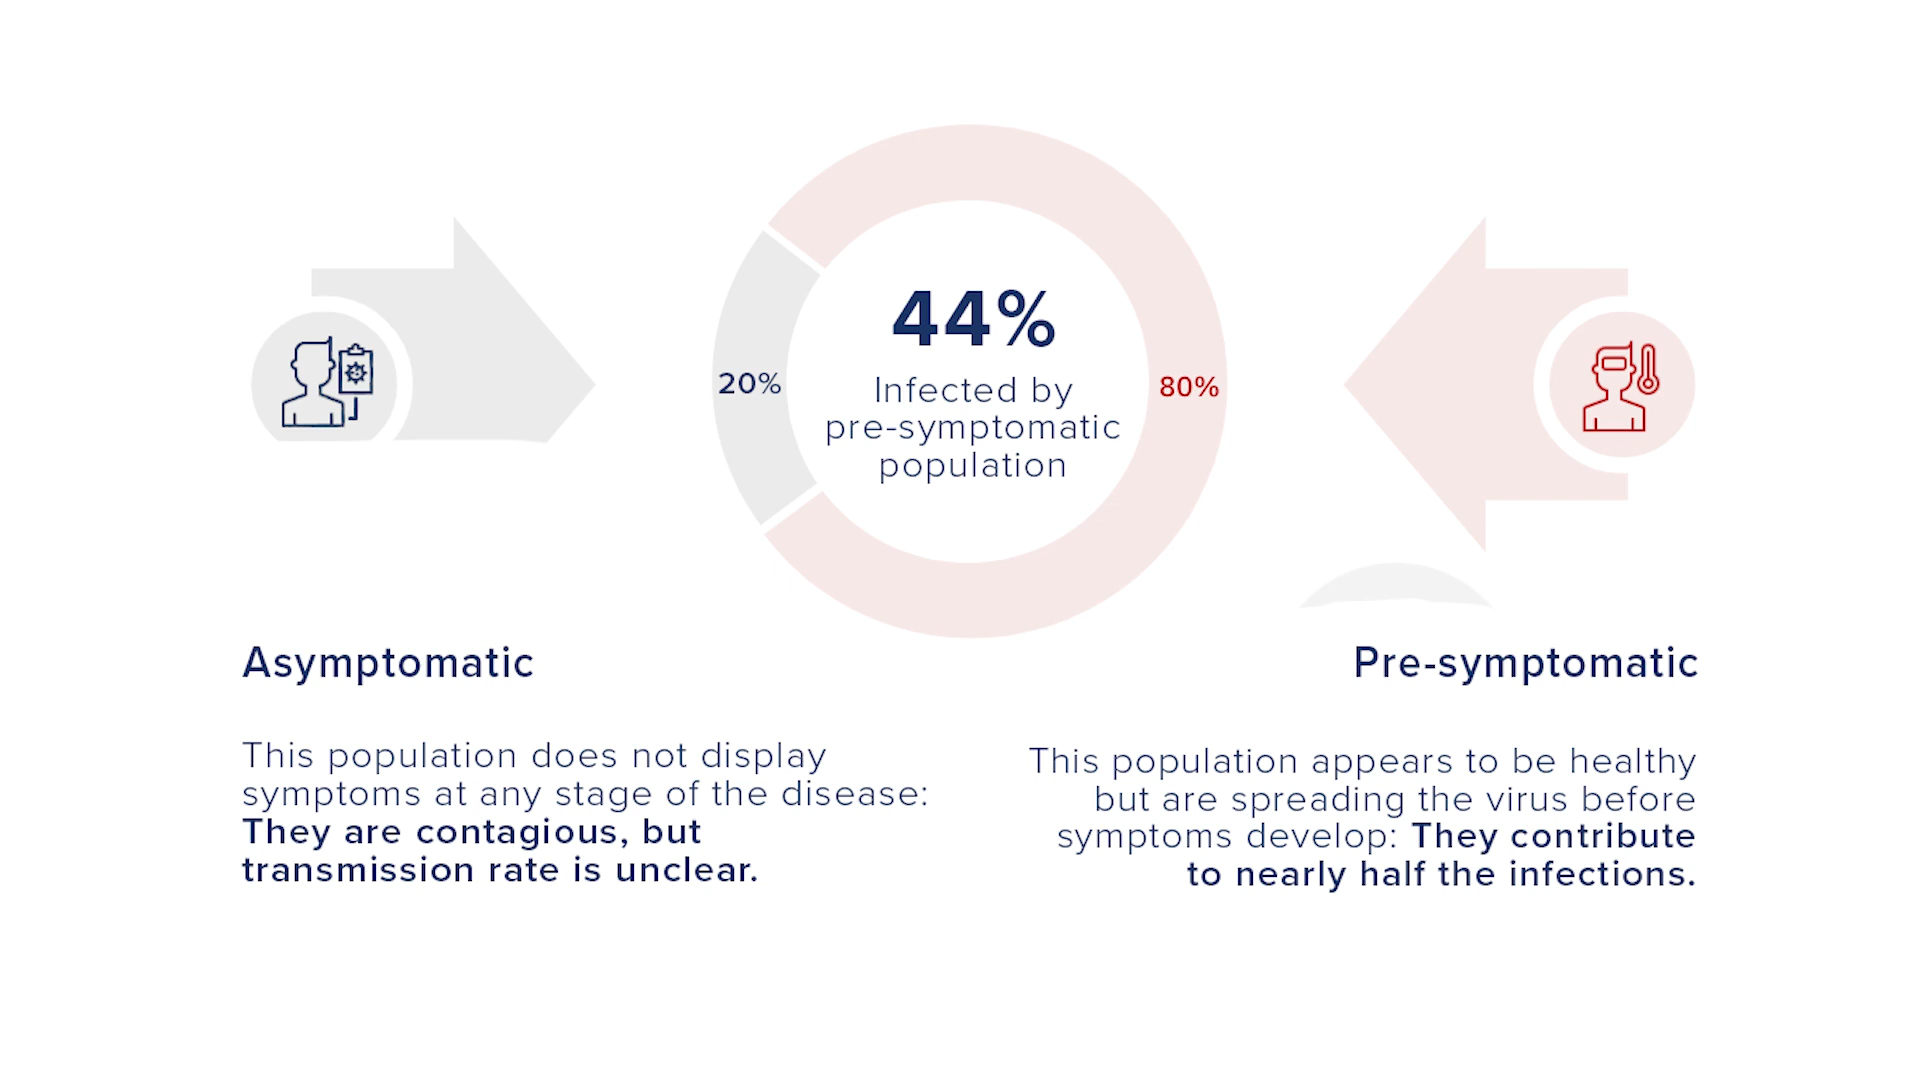 44%
Infected by
pre-symptomatic
population
20%
80%
Asymptomatic
This population does not display
symptoms at any stage of the disease:
They are contagious, but
transmission rate is unclear.
Pre-symptomatic
This population appears to be healthy
but are spreading the virus before
symptoms develop: They contribute
to nearly half the infections.